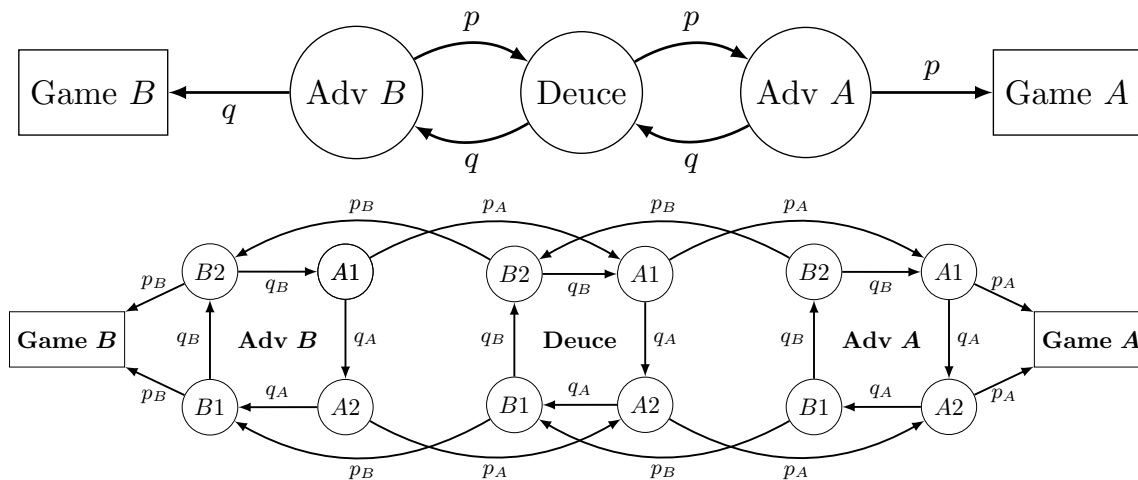 p p
Game B Adv B Deuce Adv A p Game A
q q q
p_B p_A p_B p_A
B2 q_B A1 B2 q_B A1 B2 q_B A1
p_B p_A
Game B q_B Adv B q_A q_B Deuce q_A q_B Adv A q_A Game A
p_B p_A
B1 q_A A2 B1 q_A A2 B1 q_A A2
p_B p_A p_B p_A